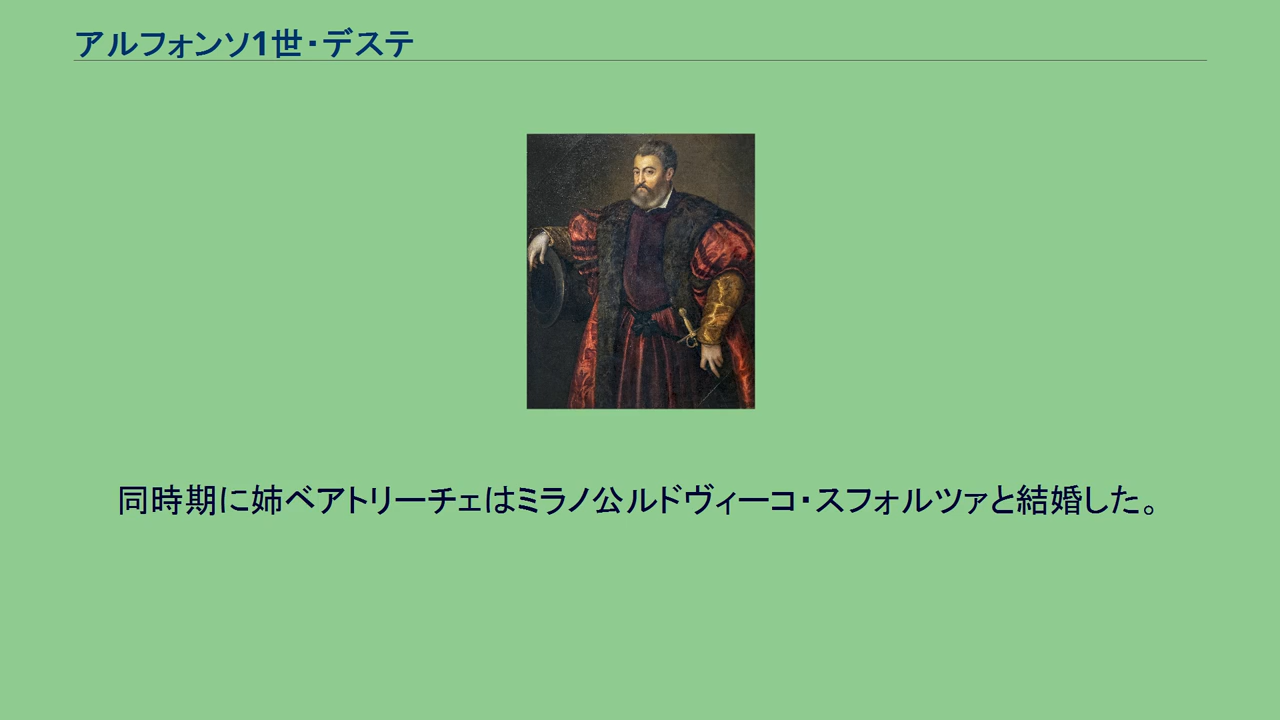 アルフォンソ1世・デステ
同時期に姉ベアトリーチェはミラノ公ルドヴィーコ・スフォルツァと結婚した。